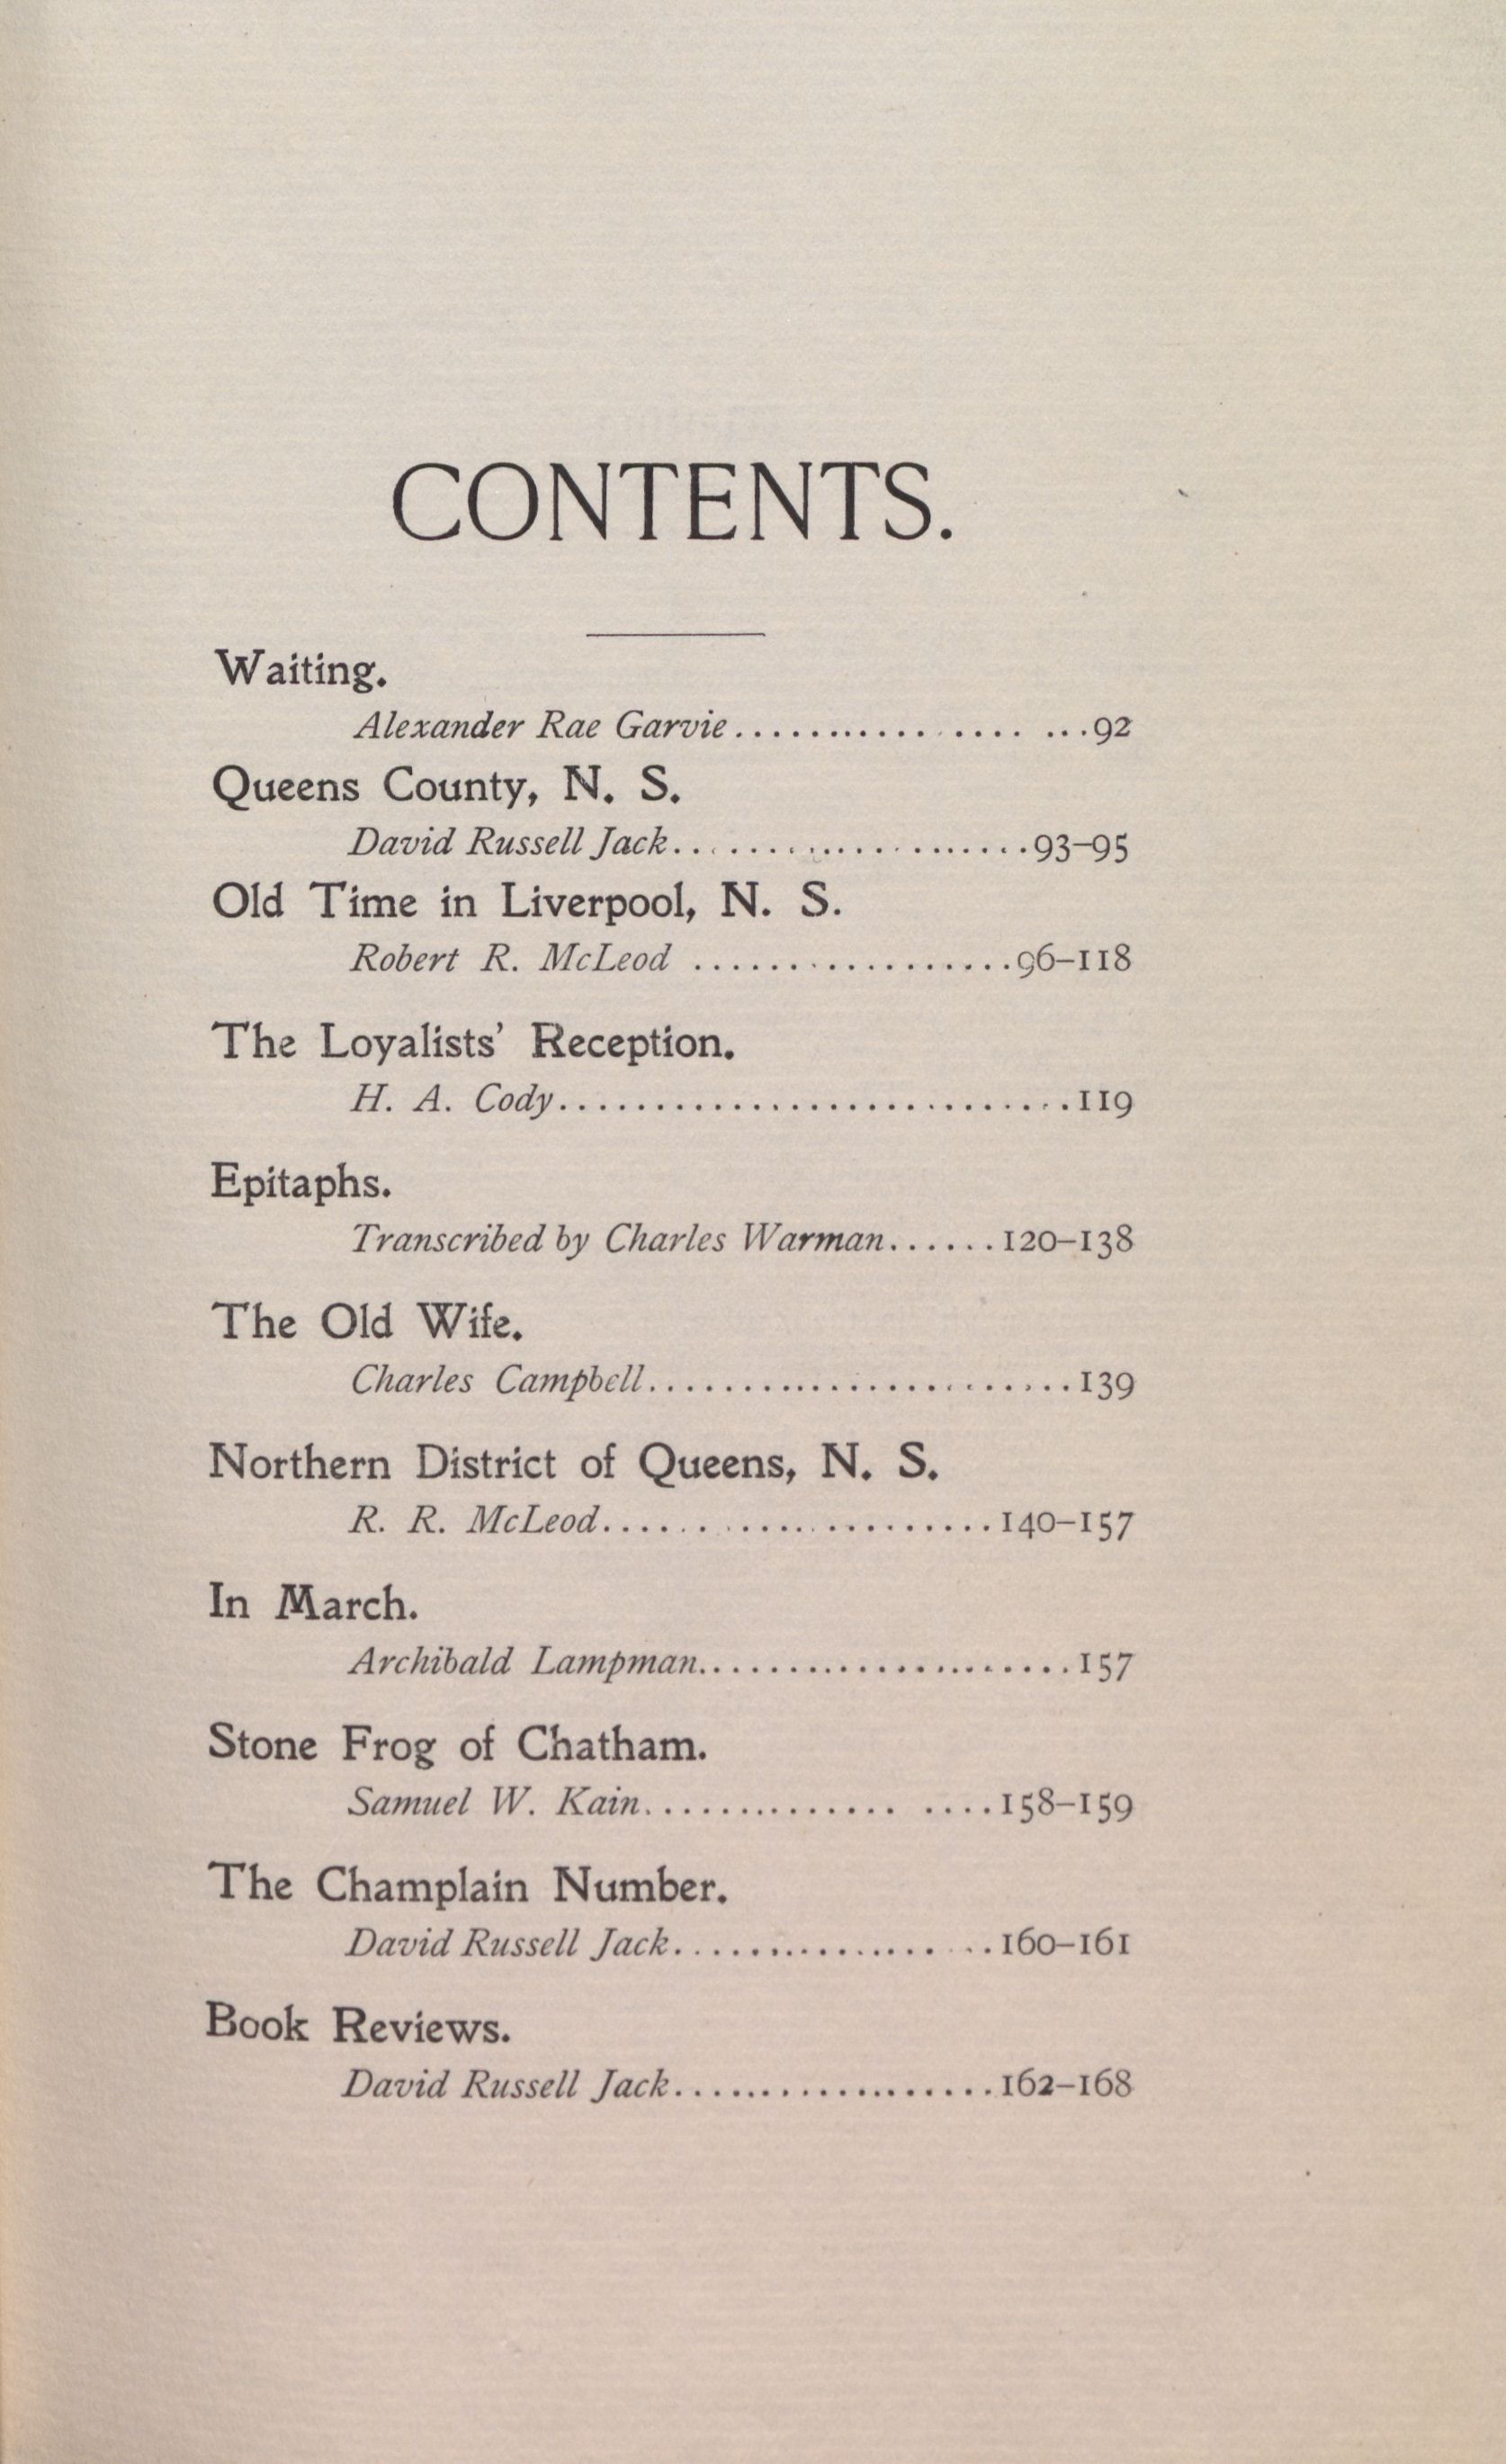 CONTENTS.
Waiting.
Alexander Rae Garvie.................... ...92
Queens County, N. S.
David Russell Jack.......................93-95
Old Time in Liverpool, N. S.
Robert R. McLeod .....................96-118
The Loyalists' Reception.
H. A. Cody.................................119
Epitaphs.
Transcribed by Charles Warman.......120-138
The Old Wife.
Charles Campbell............................139
Northern District of Queens, N. S.
R. R. McLeod.........................140-157
In March.
Archibald Lampman........................157
Stone Frog of Chatham.
Samuel W. Kain............... ....158-159
The Champlain Number.
David Russell Jack.....................160-161
Book Reviews.
David Russell Jack.....................162-168